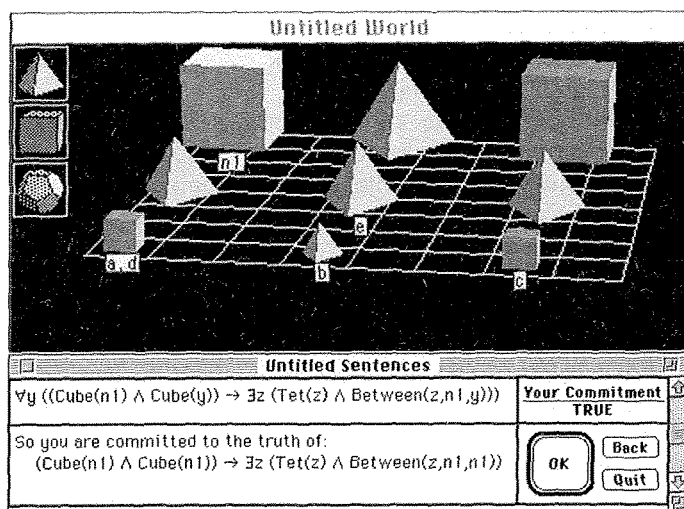 Untitled World
n1
e
a,d
b
c
Untitled Sentences
∀y ((Cube(n1) ∧ Cube(y)) → ∃z (Tet(z) ∧ Between(z,n1,y)))
Your Commitment
TRUE
So you are committed to the truth of:
(Cube(n1) ∧ Cube(n1)) → ∃z (Tet(z) ∧ Between(z,n1,n1))
OK
Back
Quit